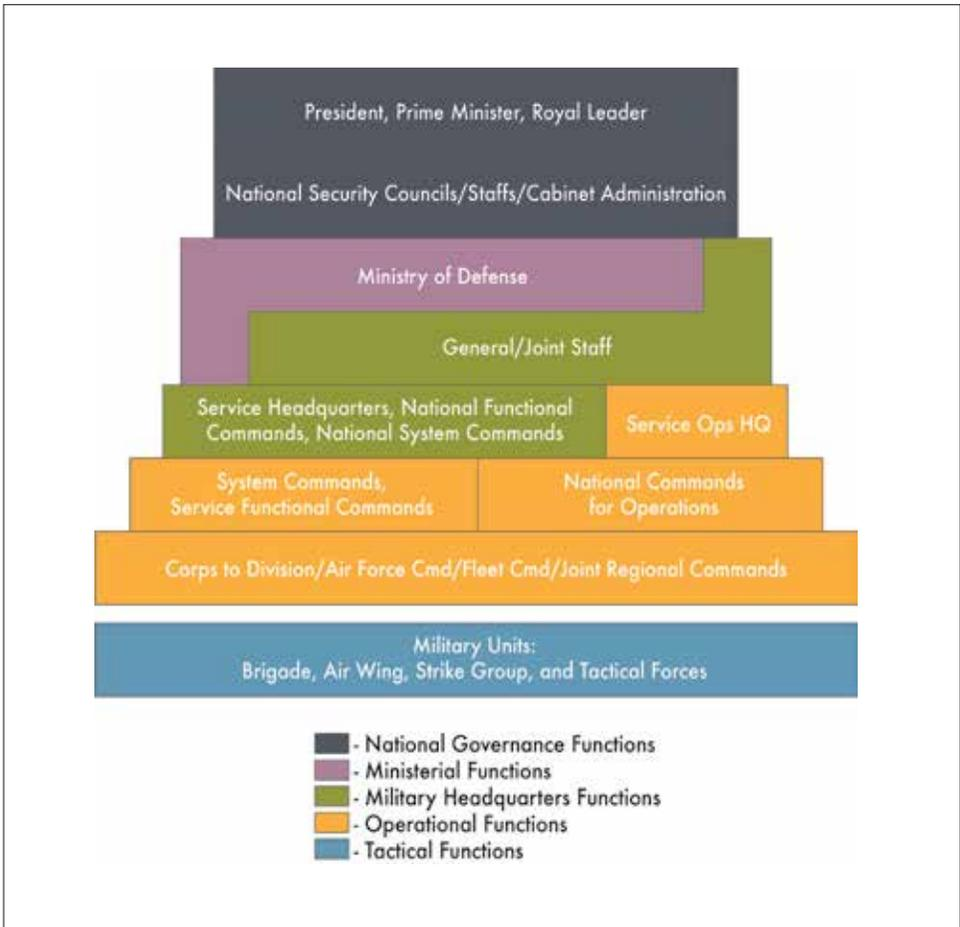 President, Prime Minister, Royal Leader
National Security Councils/Staffs/Cabinet Administration
Ministry of Defense
General/Joint Staff
Service Headquarters, National Functional
Commands, National System Commands
Service Ops HQ
System Commands,
Service Functional Commands
National Commands
for Operations
Corps to Division/Air Force Cmd/Fleet Cmd/Joint Regional Commands
Military Units:
Brigade, Air Wing, Strike Group, and Tactical Forces
- National Governance Functions
- Ministerial Functions
- Military Headquarters Functions
- Operational Functions
- Tactical Functions